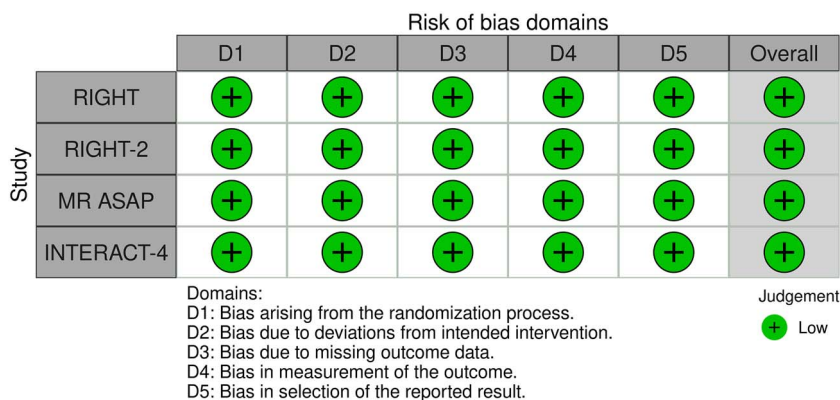 Risk of bias domains
D1 D2 D3 D4 D5 Overall
Study
RIGHT + + + + + +
RIGHT-2 + + + + + +
MR ASAP + + + + + +
INTERACT-4 + + + + + +
Domains:
D1: Bias arising from the randomization process.
D2: Bias due to deviations from intended intervention.
D3: Bias due to missing outcome data.
D4: Bias in measurement of the outcome.
D5: Bias in selection of the reported result.
Judgement
+ Low